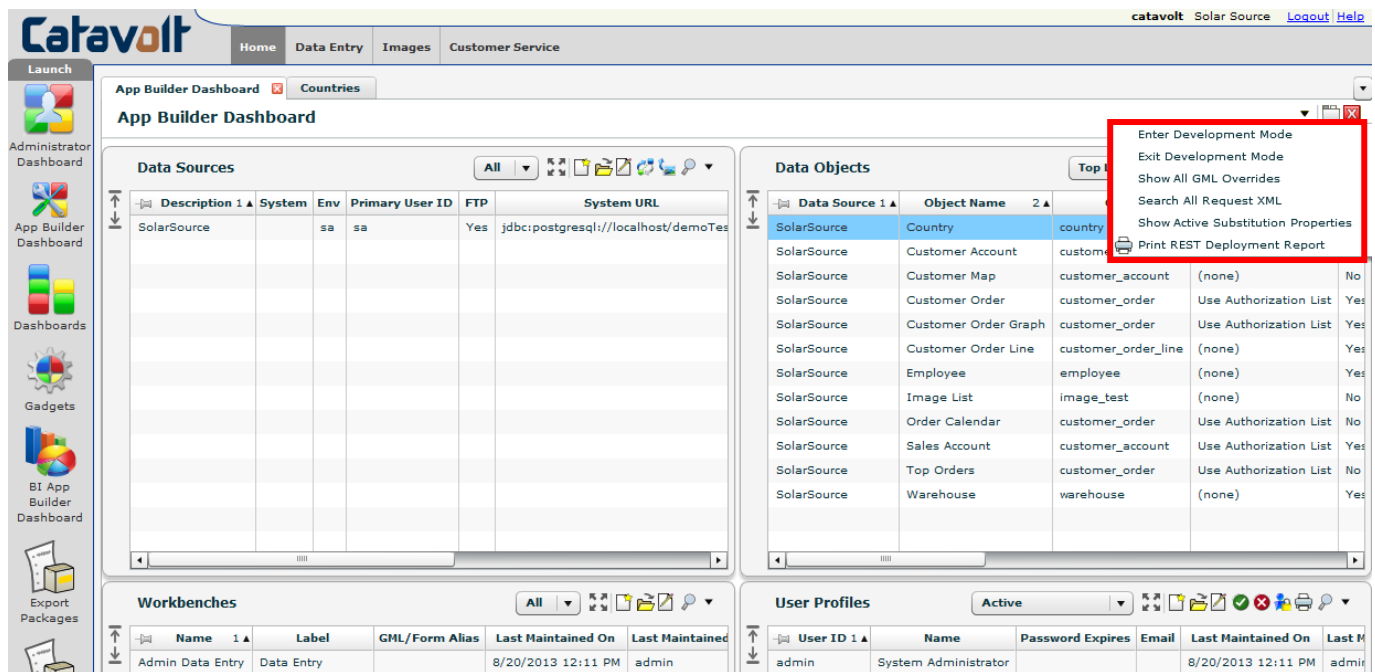 catavolt Solar Source Logout Help
Catavolt
Home Data Entry Images Customer Service
Launch
Administrator
Dashboard
App Builder
Dashboard
Dashboards
Gadgets
BI App
Builder
Dashboard
Export
Packages
App Builder Dashboard Countries
App Builder Dashboard
Enter Development Mode
Exit Development Mode
Show All GML Overrides
Search All Request XML
Show Active Substitution Properties
Print REST Deployment Report
Data Sources All
Description 1 System Env Primary User ID FTP System URL
SolarSource sa sa Yes jdbc:postgresql://localhost/demoTes
Data Objects Top
Data Source 1 Object Name 2
SolarSource Country country
SolarSource Customer Account
SolarSource Customer Map customer_account (none) No
SolarSource Customer Order customer_order Use Authorization List Yes
SolarSource Customer Order Graph customer_order Use Authorization List Yes
SolarSource Customer Order Line customer_order_line (none) Yes
SolarSource Employee employee (none) Yes
SolarSource Image List image_test (none) No
SolarSource Order Calendar customer_order Use Authorization List No
SolarSource Sales Account customer_account Use Authorization List Yes
SolarSource Top Orders customer_order Use Authorization List No
SolarSource Warehouse warehouse (none) Yes
Workbenches All
Name 1 Label GML/Form Alias Last Maintained On Last Maintained
Admin Data Entry Data Entry 8/20/2013 12:11 PM admin
User Profiles Active
User ID 1 Name Password Expires Email Last Maintained On Last M
admin System Administrator 8/20/2013 12:11 PM admin